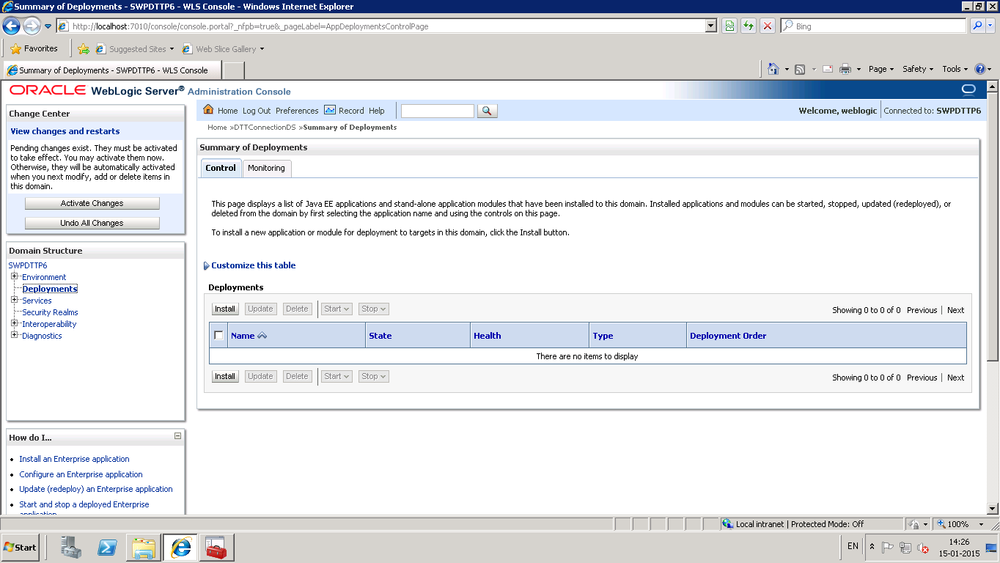 Summary of Deployments - SWPDTTP6 - WLS Console - Windows Internet Explorer
http://localhost:7010/console/console.portal?_nfpb=true&_pageLabel=AppDeploymentsControlPage
Bing
Favorites
Suggested Sites
Web Slice Gallery
Summary of Deployments - SWPDTTP6 - WLS Console
Page
Safety
Tools
ORACLE WebLogic Server® Administration Console
Change Center
View changes and restarts
Pending changes exist. They must be activated
to take effect. You may activate them now.
Otherwise, they will be automatically activated
when you next modify, add or delete items in
this domain.
Activate Changes
Undo All Changes
Domain Structure
SWPDTTP6
Environment
Deployments
Services
Security Realms
Interoperability
Diagnostics
How do I...
Install an Enterprise application
Configure an Enterprise application
Update (redeploy) an Enterprise application
Start and stop a deployed Enterprise
application
Home Log Out Preferences Record Help
Welcome, weblogic Connected to: SWPDTTP6
Home >DTTConnectionDS >Summary of Deployments
Summary of Deployments
Control Monitoring
This page displays a list of Java EE applications and stand-alone application modules that have been installed to this domain. Installed applications and modules can be started, stopped, updated (redeployed), or
deleted from the domain by first selecting the application name and using the controls on this page.
To install a new application or module for deployment to targets in this domain, click the Install button.
Customize this table
Deployments
Install Update Delete Start Stop
Showing 0 to 0 of 0 Previous Next
Name State Health Type Deployment Order
There are no items to display
Install Update Delete Start Stop
Showing 0 to 0 of 0 Previous Next
Local intranet | Protected Mode: Off
100%
Start
EN
14:26
15-01-2015